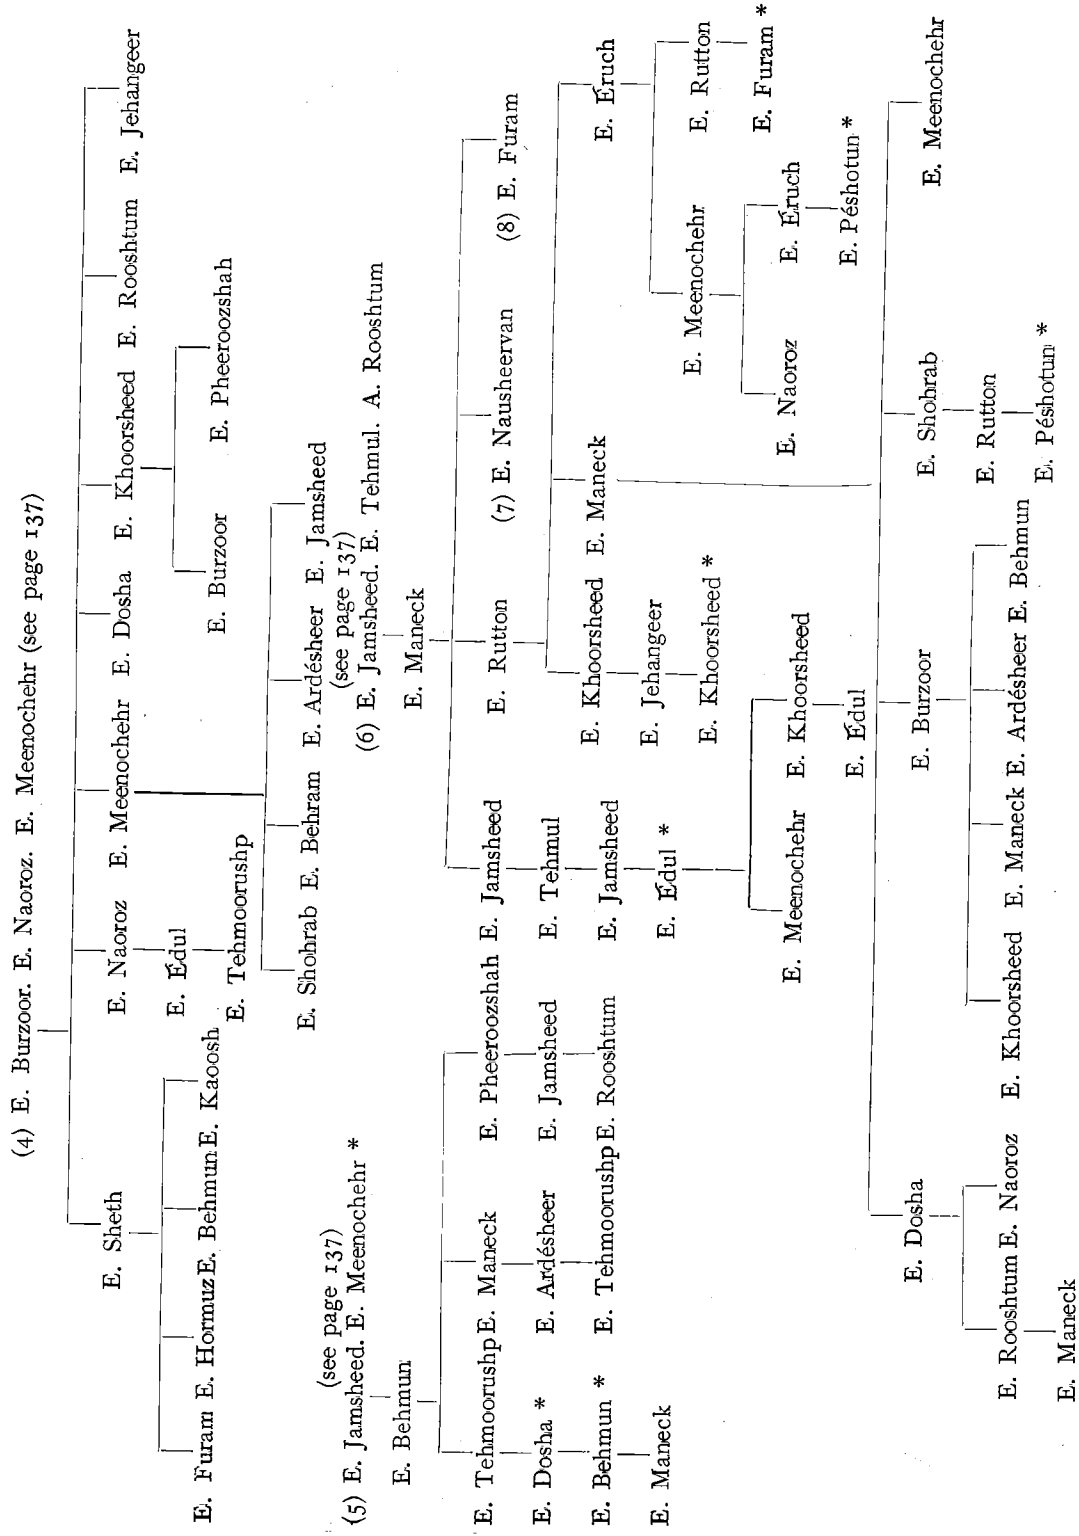 (4) E. Burzoor. E. Naoroz. E. Meenochehr (see page 137)
E. Sheth E. Naoroz E. Meenochehr E. Dosha E. Khoorsheed E. Rooshtum E. Jehangeer
E. Édul
E. Furam E. Hormuz E. Behmun E. Kaoosh E. Tehmoorushp E. Burzoor E. Pheeroozshah
E. Shohrab E. Behram E. Ardésheer E. Jamsheed
(see page 137)
(5) E. Jamsheed. E. Meenochehr *
E. Behmun
E. Tehmoorushp E. Maneck E. Pheeroozshah
E. Dosha * E. Ardésheer E. Jamsheed
E. Behmun * E. Tehmoorushp E. Rooshtum
E. Maneck
(see page 137)
(6) E. Jamsheed. E. Tehmul. A. Rooshtum
E. Maneck
E. Jamsheed E. Rutton (7) E. Nausheervan (8) E. Furam
E. Tehmul
E. Khoorsheed E. Maneck E. Eruch
E. Jamsheed
E. Jehangeer
E. Édul *
E. Khoorsheed * E. Meenochehr E. Rutton
E. Furam *
E. Meenochehr E. Khoorsheed E. Naoroz E. Eruch
E. Édul E. Péshotun *
E. Dosha E. Burzoor E. Shohrab E. Meenochehr
E. Rutton
E. Rooshtum E. Naoroz E. Khoorsheed E. Maneck E. Ardésheer E. Behmun
E. Maneck E. Péshotun *